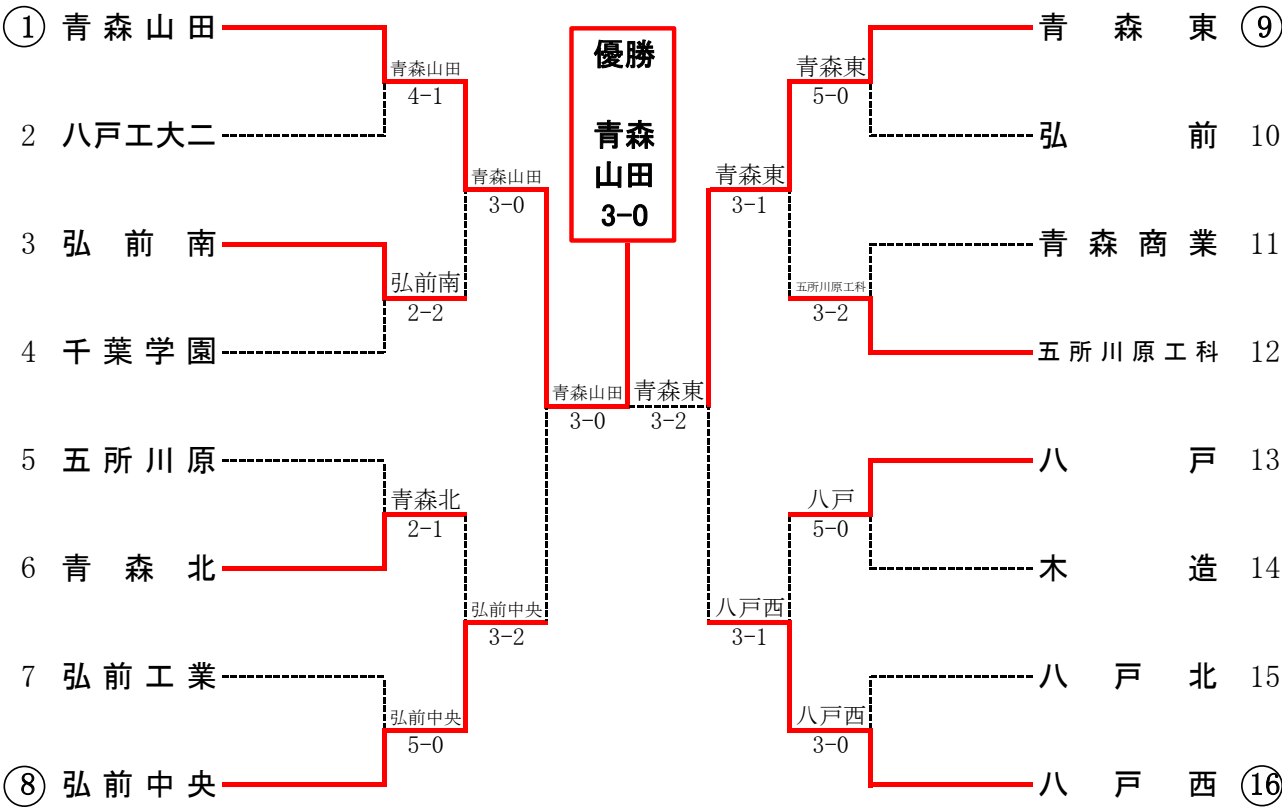 ① 青森山田
青森山田
4-1
2 八戸工大二
青森山田
3-0
3 弘前南
弘前南
2-2
4 千葉学園
青森山田
3-0
5 五所川原
青森北
2-1
6 青森北
弘前中央
3-2
7 弘前工業
弘前中央
5-0
⑧ 弘前中央
優勝
青森
山田
3-0
青森東 ⑨
青森東
5-0
弘前 10
青森東
3-1
青森商業 11
五所川原工科
3-2
五所川原工科 12
青森東
3-2
八戸 13
八戸
5-0
木造 14
八戸西
3-1
八戸北 15
八戸西
3-0
八戸西 ⑯